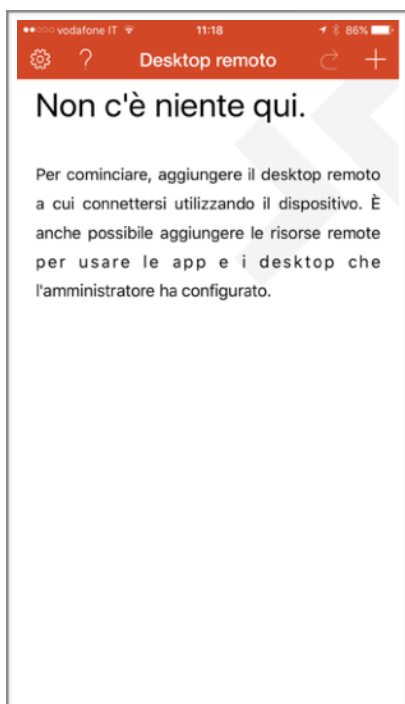 vodafone IT 11:18 86%
? Desktop remoto
Non c'è niente qui.
Per cominciare, aggiungere il desktop remoto
a cui connettersi utilizzando il dispositivo. È
anche possibile aggiungere le risorse remote
per usare le app e i desktop che
l'amministratore ha configurato.